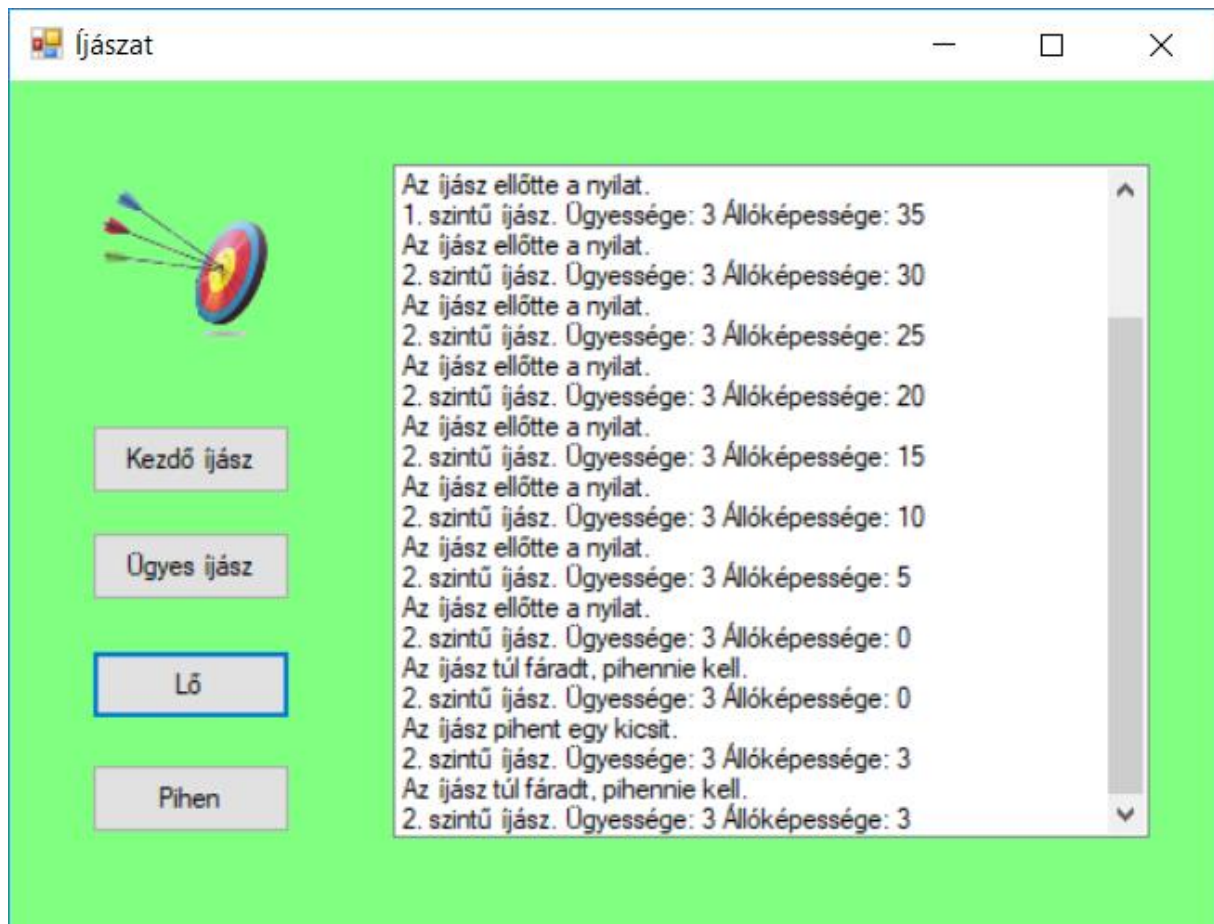 Íjászat
Az íjász ellőtte a nyilat.
1. szintű íjász. Ügyessége: 3 Állóképessége: 35
Az íjász ellőtte a nyilat.
2. szintű íjász. Ügyessége: 3 Állóképessége: 30
Az íjász ellőtte a nyilat.
2. szintű íjász. Ügyessége: 3 Állóképessége: 25
Az íjász ellőtte a nyilat.
2. szintű íjász. Ügyessége: 3 Állóképessége: 20
Az íjász ellőtte a nyilat.
2. szintű íjász. Ügyessége: 3 Állóképessége: 15
Az íjász ellőtte a nyilat.
2. szintű íjász. Ügyessége: 3 Állóképessége: 10
Az íjász ellőtte a nyilat.
2. szintű íjász. Ügyessége: 3 Állóképessége: 5
Az íjász ellőtte a nyilat.
2. szintű íjász. Ügyessége: 3 Állóképessége: 0
Az íjász túl fáradt, pihennie kell.
2. szintű íjász. Ügyessége: 3 Állóképessége: 0
Az íjász pihent egy kicsit.
2. szintű íjász. Ügyessége: 3 Állóképessége: 3
Az íjász túl fáradt, pihennie kell.
2. szintű íjász. Ügyessége: 3 Állóképessége: 3
Kezdő íjász
Ügyes íjász
Lő
Pihen